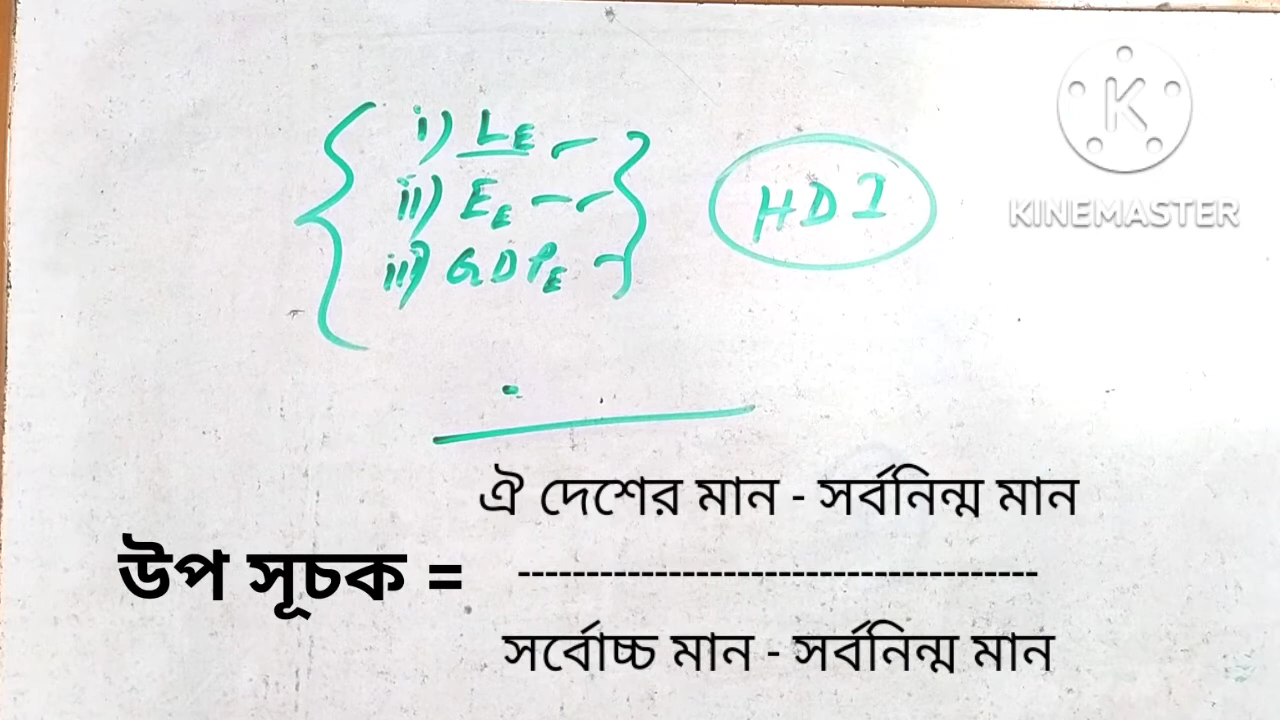 i) LE
ii) EE
iii) GDPE
HDI
KINEMASTER
ঐ দেশের মান - সর্বনিন্ম মান
উপ সূচক = --------------------------------------
সর্বোচ্চ মান - সর্বনিন্ম মান